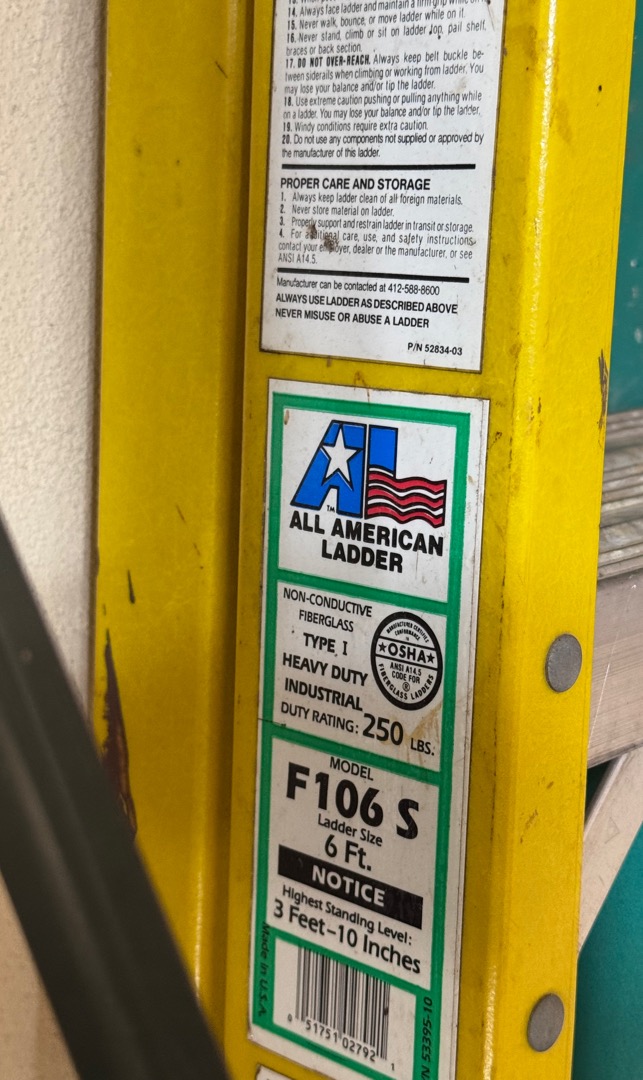 14. Always face ladder and maintain a firm grip while on
15. Never walk, bounce, or move ladder while on it.
16. Never stand, climb or sit on ladder top, pail shelf,
braces or back section.
17. DO NOT OVER-REACH. Always keep belt buckle be-
tween siderails when climbing or working from ladder. You
may lose your balance and/or tip the ladder.
18. Use extreme caution pushing or pulling anything while
on a ladder. You may lose your balance and/or tip the ladder.
19. Windy conditions require extra caution.
20. Do not use any components not supplied or approved by
the manufacturer of this ladder.
PROPER CARE AND STORAGE
1. Always keep ladder clean of all foreign materials.
2. Never store material on ladder.
3. Properly support and restrain ladder in transit or storage.
4. For additional care, use, and safety instructions
contact your employer, dealer or the manufacturer, or see
ANSI A14.5.
Manufacturer can be contacted at 412-588-8600
ALWAYS USE LADDER AS DESCRIBED ABOVE
NEVER MISUSE OR ABUSE A LADDER
P/N 52834-03
AL
TM
ALL AMERICAN
LADDER
NON-CONDUCTIVE
FIBERGLASS
TYPE I
HEAVY DUTY
INDUSTRIAL
DUTY RATING: 250 LBS.
MANUFACTURER CERTIFIES
CONFORMANCE
★OSHA★
ANSI A14.5
CODE FOR
®
FIBERGLASS LADDERS
MODEL
F106 S
Ladder Size
6 Ft.
NOTICE
Highest Standing Level:
3 Feet-10 Inches
Made in U.S.A.
0 51751 02792 1
N 53395-10